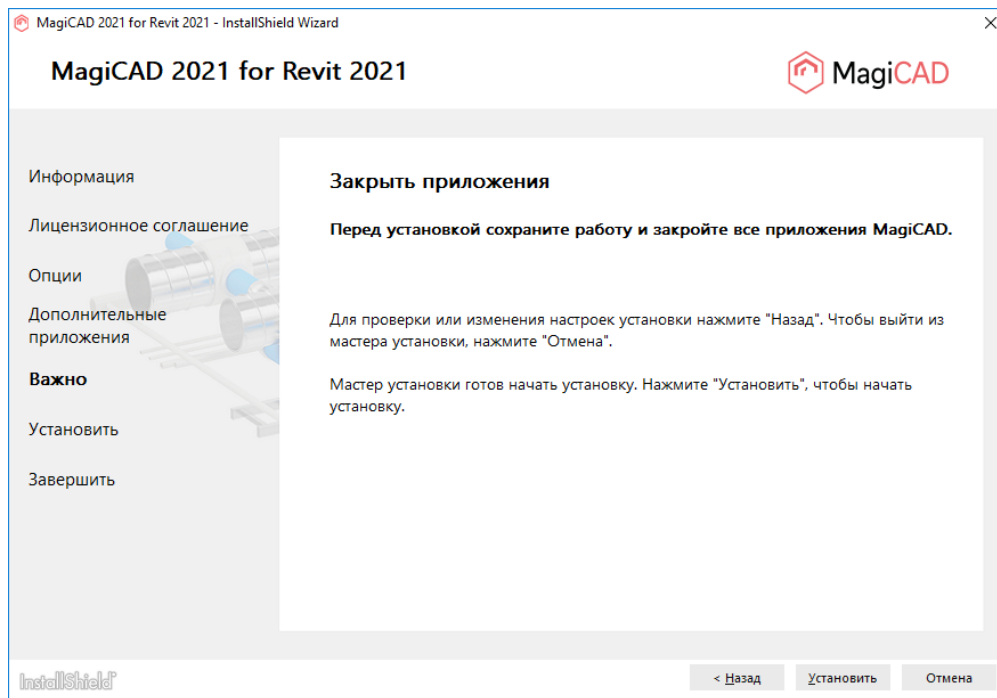 MagiCAD 2021 for Revit 2021 - InstallShield Wizard
MagiCAD 2021 for Revit 2021
MagiCAD
Информация
Лицензионное соглашение
Опции
Дополнительные
приложения
Важно
Установить
Завершить
Закрыть приложения
Перед установкой сохраните работу и закройте все приложения MagiCAD.
Для проверки или изменения настроек установки нажмите "Назад". Чтобы выйти из
мастера установки, нажмите "Отмена".
Мастер установки готов начать установку. Нажмите "Установить", чтобы начать
установку.
InstallShield
< Назад
Установить
Отмена